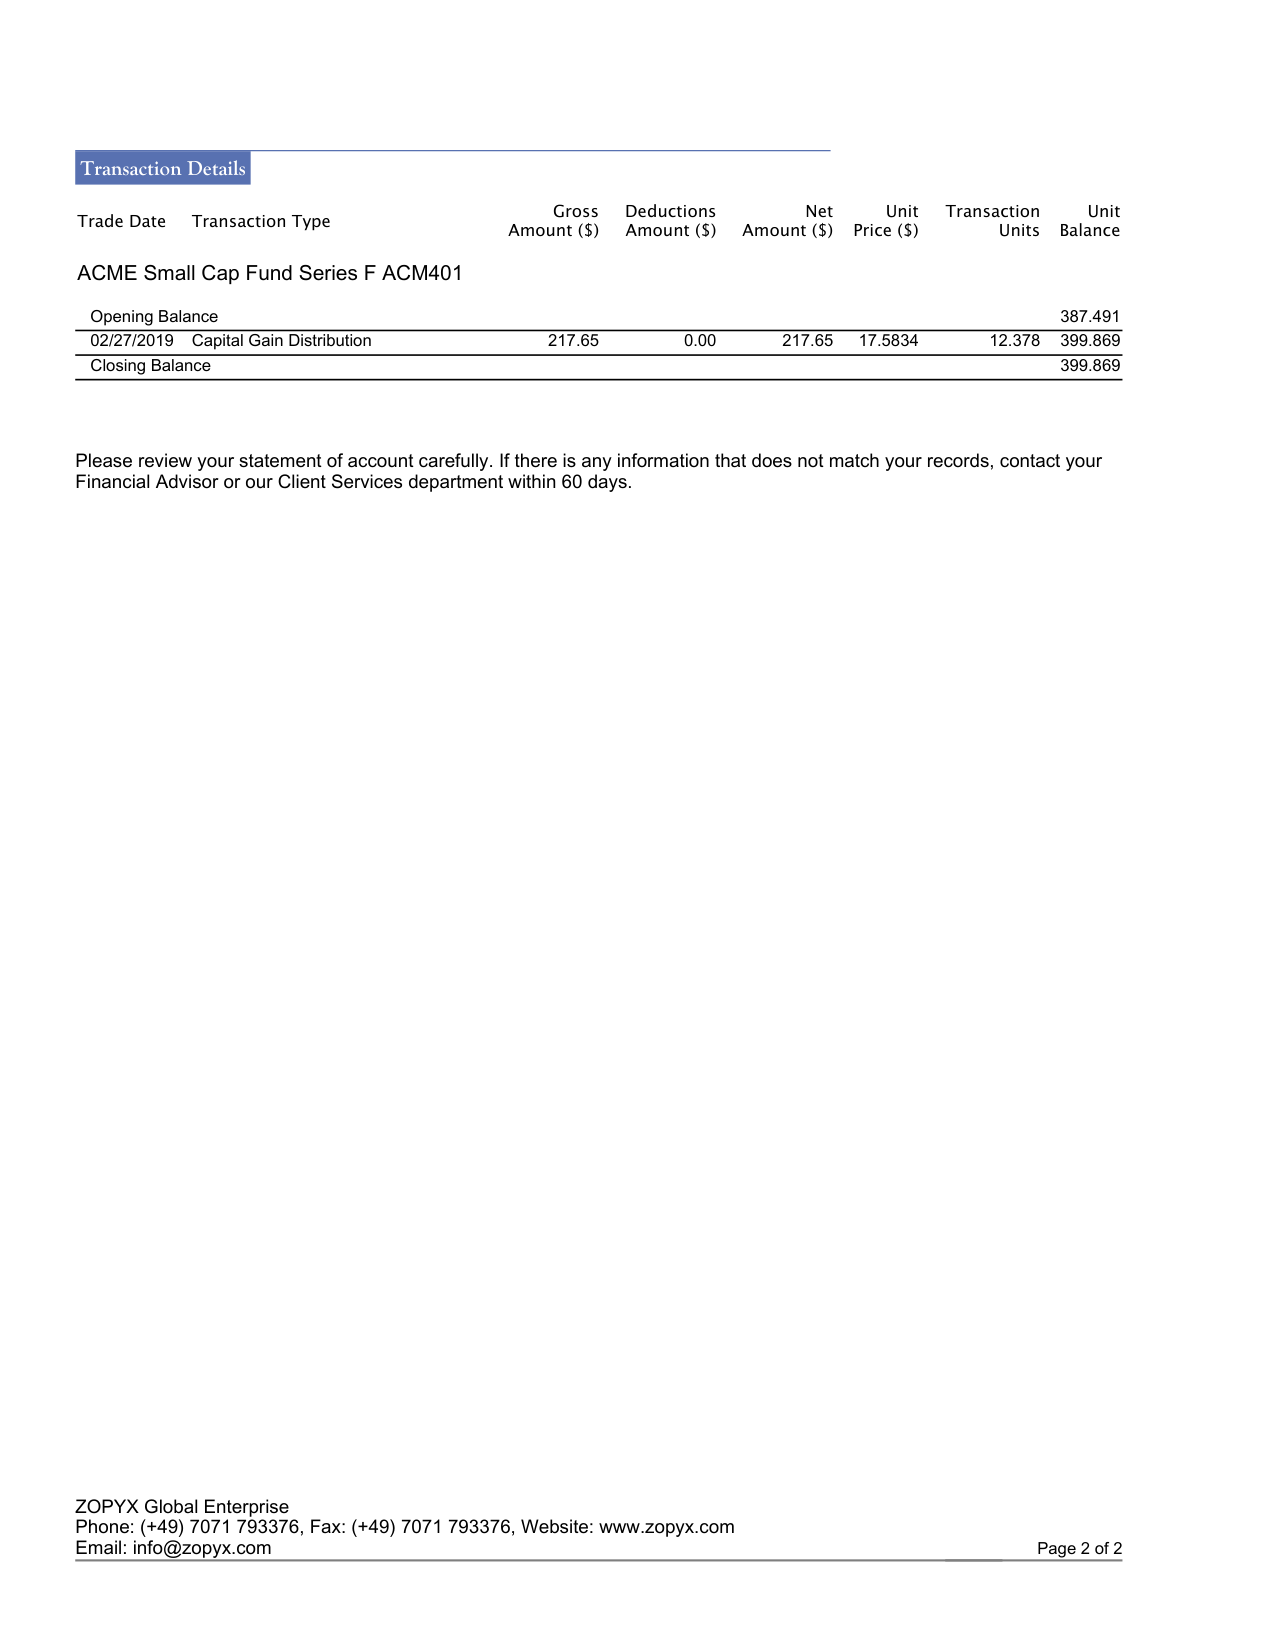 Transaction Details
Trade Date Transaction Type Gross Amount ($) Deductions Amount ($) Net Amount ($) Unit Price ($) Transaction Units Unit Balance
ACME Small Cap Fund Series F ACM401
Opening Balance 387.491
02/27/2019 Capital Gain Distribution 217.65 0.00 217.65 17.5834 12.378 399.869
Closing Balance 399.869
Please review your statement of account carefully. If there is any information that does not match your records, contact your
Financial Advisor or our Client Services department within 60 days.
ZOPYX Global Enterprise
Phone: (+49) 7071 793376, Fax: (+49) 7071 793376, Website: www.zopyx.com
Email: info@zopyx.com Page 2 of 2